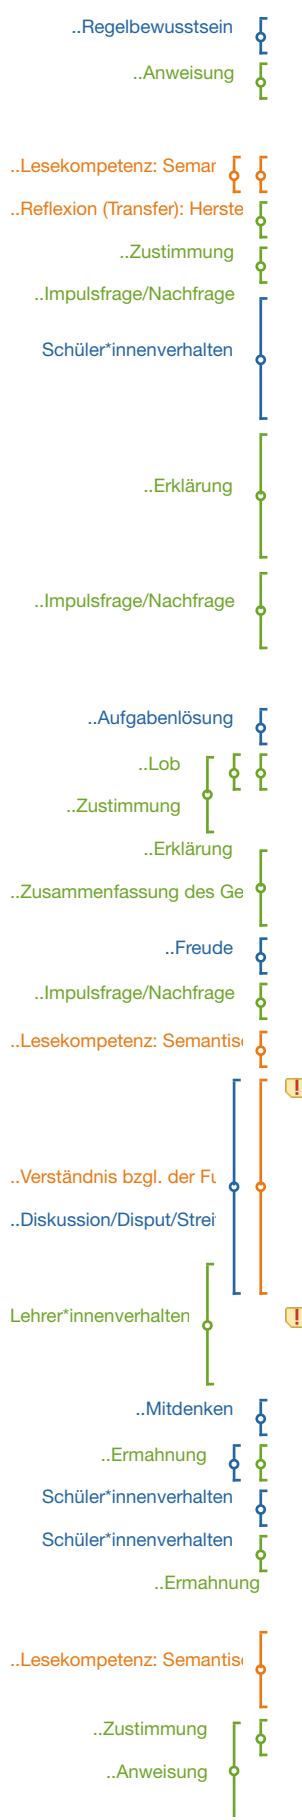 ..Regelbewusstsein
..Anweisung
..Lesekompetenz: Semar
..Reflexion (Transfer): Herste
..Zustimmung
..Impulsfrage/Nachfrage
Schüler*innenverhalten
..Erklärung
..Impulsfrage/Nachfrage
..Aufgabenlösung
..Lob
..Zustimmung
..Erklärung
..Zusammenfassung des Ge
..Freude
..Impulsfrage/Nachfrage
..Lesekompetenz: Semantis
..Verständnis bzgl. der Fu
..Diskussion/Disput/Strei
Lehrer*innenverhalten
..Mitdenken
..Ermahnung
Schüler*innenverhalten
Schüler*innenverhalten
..Ermahnung
..Lesekompetenz: Semantis
..Zustimmung
..Anweisung